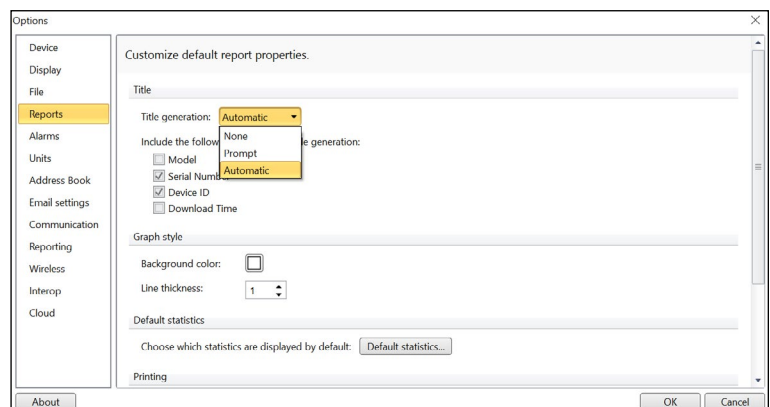 Options
Device
Display
File
Reports
Alarms
Units
Address Book
Email settings
Communication
Reporting
Wireless
Interop
Cloud
About
Customize default report properties.
Title
Title generation: Automatic
None
Prompt
Automatic
Include the follow le generation:
Model
Serial Numb
Device ID
Download Time
Graph style
Background color:
Line thickness: 1
Default statistics
Choose which statistics are displayed by default: Default statistics...
Printing
OK Cancel